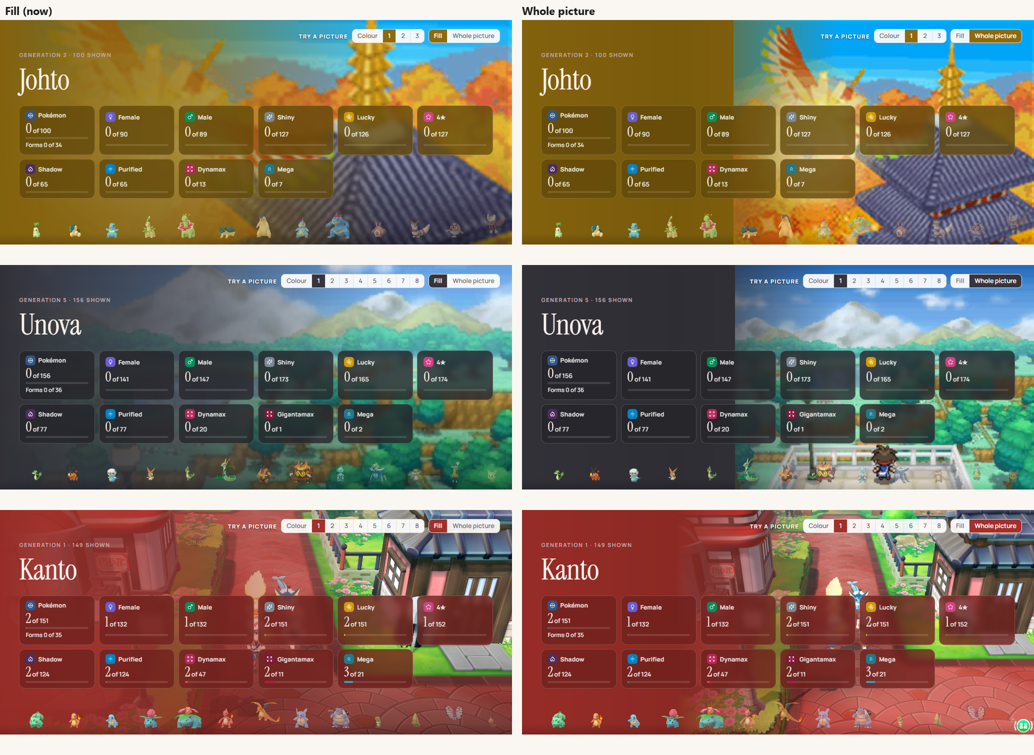 Fill (now)
Whole picture
TRY A PICTURE Colour 1 2 3 Fill Whole picture
GENERATION 2 · 100 SHOWN
Johto
Pokémon Female Male Shiny Lucky 4★
0 of 100 0 of 90 0 of 89 0 of 127 0 of 126 0 of 127
Forms 0 of 34
Shadow Purified Dynamax Mega
0 of 65 0 of 65 0 of 13 0 of 7
TRY A PICTURE Colour 1 2 3 Fill Whole picture
GENERATION 2 · 100 SHOWN
Johto
Pokémon Female Male Shiny Lucky 4★
0 of 100 0 of 90 0 of 89 0 of 127 0 of 126 0 of 127
Forms 0 of 34
Shadow Purified Dynamax Mega
0 of 65 0 of 65 0 of 13 0 of 7
TRY A PICTURE Colour 1 2 3 4 5 6 7 8 Fill Whole picture
GENERATION 5 · 156 SHOWN
Unova
Pokémon Female Male Shiny Lucky 4★
0 of 156 0 of 141 0 of 147 0 of 173 0 of 165 0 of 174
Forms 0 of 36
Shadow Purified Dynamax Gigantamax Mega
0 of 77 0 of 77 0 of 20 0 of 1 0 of 2
TRY A PICTURE Colour 1 2 3 4 5 6 7 8 Fill Whole picture
GENERATION 5 · 156 SHOWN
Unova
Pokémon Female Male Shiny Lucky 4★
0 of 156 0 of 141 0 of 147 0 of 173 0 of 165 0 of 174
Forms 0 of 36
Shadow Purified Dynamax Gigantamax Mega
0 of 77 0 of 77 0 of 20 0 of 1 0 of 2
TRY A PICTURE Colour 1 2 3 4 5 6 7 8 Fill Whole picture
GENERATION 1 · 149 SHOWN
Kanto
Pokémon Female Male Shiny Lucky 4★
2 of 151 1 of 132 1 of 132 2 of 151 2 of 151 1 of 152
Forms 0 of 35
Shadow Purified Dynamax Gigantamax Mega
2 of 124 2 of 124 2 of 47 2 of 11 3 of 21
TRY A PICTURE Colour 1 2 3 4 5 6 7 8 Fill Whole picture
GENERATION 1 · 149 SHOWN
Kanto
Pokémon Female Male Shiny Lucky 4★
2 of 151 1 of 132 1 of 132 2 of 151 2 of 151 1 of 152
Forms 0 of 35
Shadow Purified Dynamax Gigantamax Mega
2 of 124 2 of 124 2 of 47 2 of 11 3 of 21